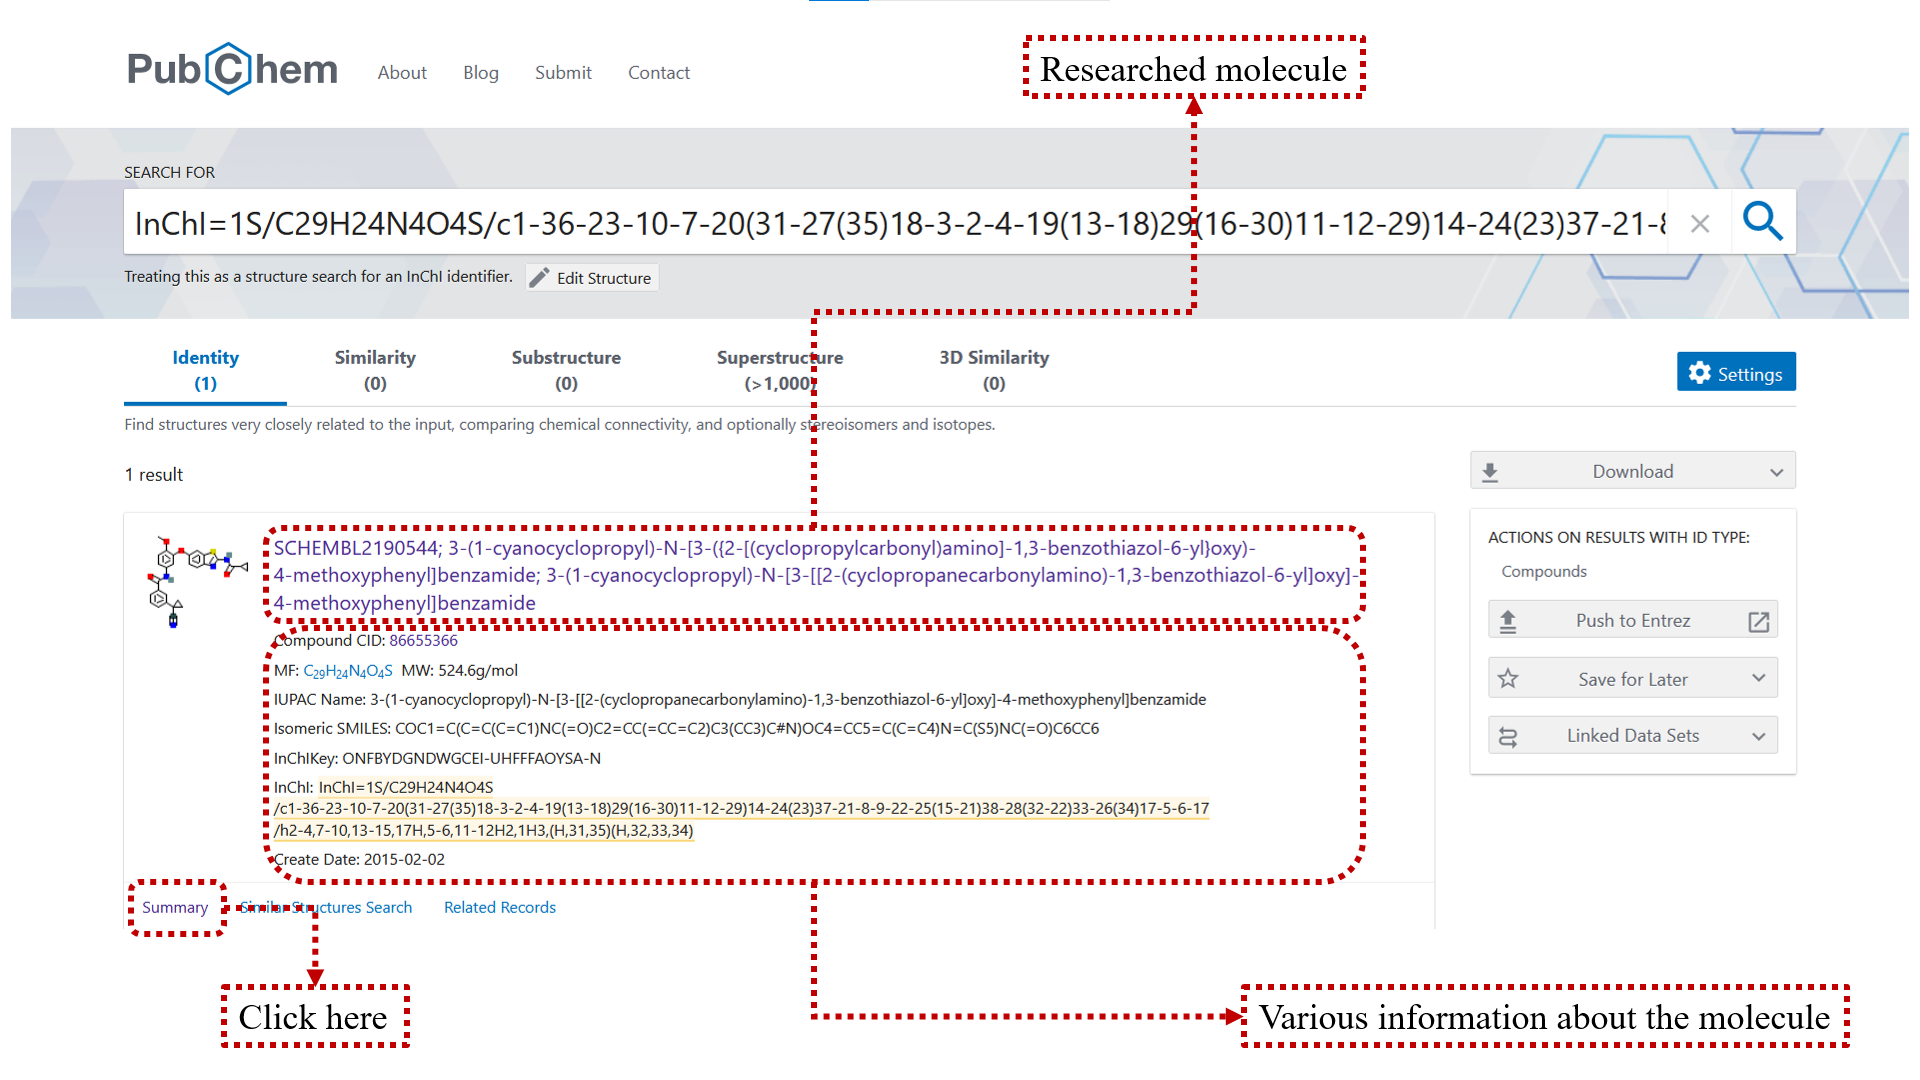 PubChem About Blog Submit Contact
Researched molecule
SEARCH FOR
InChI=1S/C29H24N4O4S/c1-36-23-10-7-20(31-27(35)18-3-2-4-19(13-18)29(16-30)11-12-29)14-24(23)37-21-8
Treating this as a structure search for an InChI identifier. Edit Structure
Identity Similarity Substructure Superstructure 3D Similarity
(1) (0) (0) (>1,000) (0)
Settings
Find structures very closely related to the input, comparing chemical connectivity, and optionally stereoisomers and isotopes.
1 result
Download
SCHEMBL2190544; 3-(1-cyanocyclopropyl)-N-[3-({2-[(cyclopropylcarbonyl)amino]-1,3-benzothiazol-6-yl}oxy)-
4-methoxyphenyl]benzamide; 3-(1-cyanocyclopropyl)-N-[3-[[2-(cyclopropanecarbonylamino)-1,3-benzothiazol-6-yl]oxy]-
4-methoxyphenyl]benzamide
Compound CID: 86655366
MF: C₂₉H₂₄N₄O₄S MW: 524.6g/mol
IUPAC Name: 3-(1-cyanocyclopropyl)-N-[3-[[2-(cyclopropanecarbonylamino)-1,3-benzothiazol-6-yl]oxy]-4-methoxyphenyl]benzamide
Isomeric SMILES: COC1=C(C=C(C=C1)NC(=O)C2=CC(=CC=C2)C3(CC3)C#N)OC4=CC5=C(C=C4)N=C(S5)NC(=O)C6CC6
InChIKey: ONFBYDGNDWGCEI-UHFFFAOYSA-N
InChI: InChI=1S/C29H24N4O4S
/c1-36-23-10-7-20(31-27(35)18-3-2-4-19(13-18)29(16-30)11-12-29)14-24(23)37-21-8-9-22-25(15-21)38-28(32-22)33-26(34)17-5-6-17
/h2-4,7-10,13-15,17H,5-6,11-12H2,1H3,(H,31,35)(H,32,33,34)
Create Date: 2015-02-02
Summary Similar Structures Search Related Records
ACTIONS ON RESULTS WITH ID TYPE:
Compounds
Push to Entrez
Save for Later
Linked Data Sets
Click here
Various information about the molecule